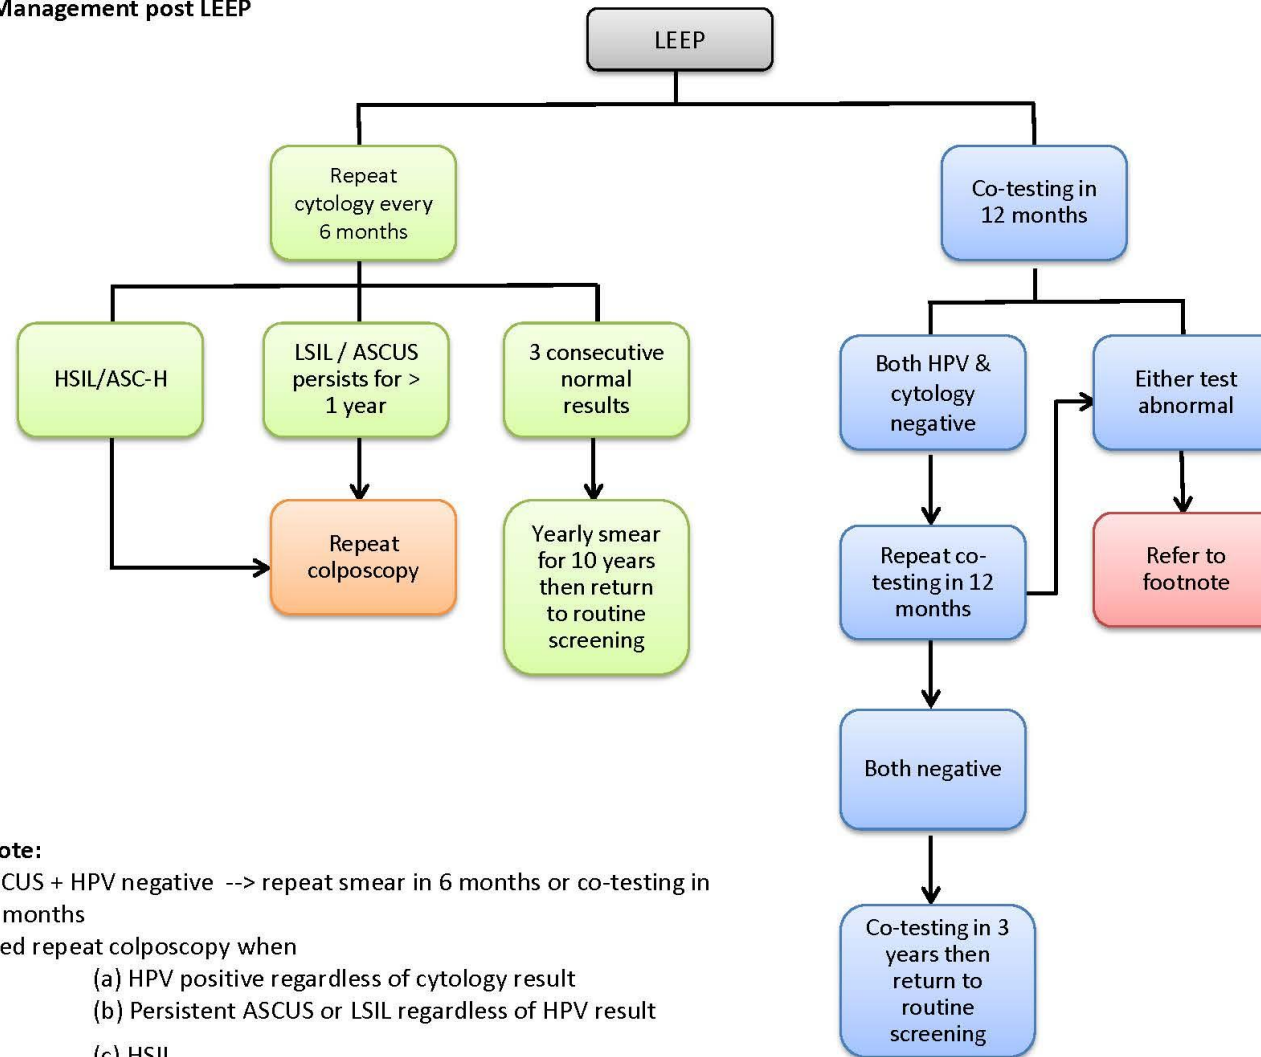 Management post LEEP
LEEP
Repeat
cytology every
6 months
Co-testing in
12 months
HSIL/ASC-H
LSIL / ASCUS
persists for >
1 year
3 consecutive
normal
results
Both HPV &
cytology
negative
Either test
abnormal
Repeat
colposcopy
Yearly smear
for 10 years
then return
to routine
screening
Repeat co-
testing in 12
months
Refer to
footnote
Both negative
Co-testing in 3
years then
return to
routine
screening
ote:
CUS + HPV negative --> repeat smear in 6 months or co-testing in
months
ed repeat colposcopy when
(a) HPV positive regardless of cytology result
(b) Persistent ASCUS or LSIL regardless of HPV result
(c) HSIL